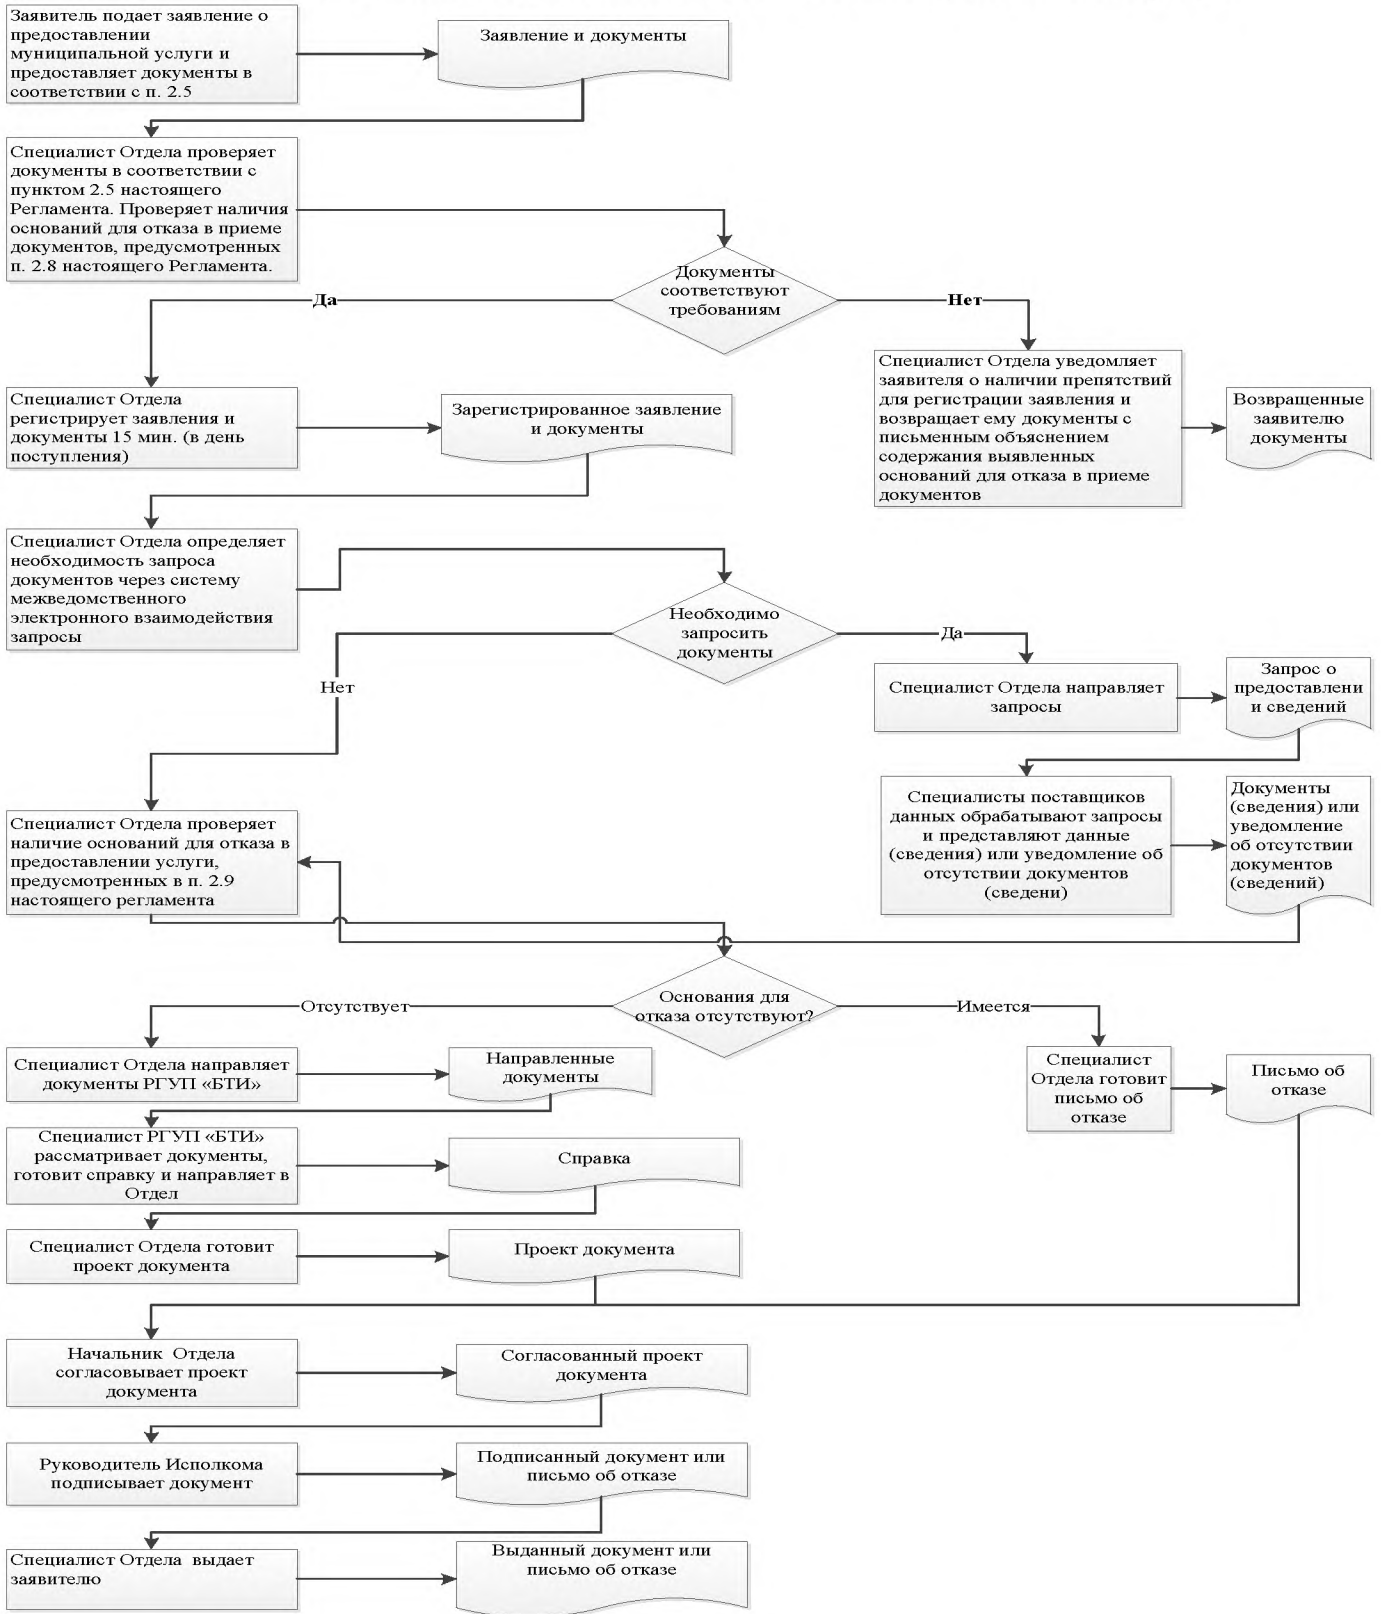 Заявитель подает заявление о
предоставлении
муниципальной услуги и
предоставляет документы в
соответствии с п. 2.5
Заявление и документы
Специалист Отдела проверяет
документы в соответствии с
пунктом 2.5 настоящего
Регламента. Проверяет наличия
оснований для отказа в приеме
документов, предусмотренных
п. 2.8 настоящего Регламента.
Документы
соответствуют
требованиям
Да
Нет
Специалист Отдела
регистрирует заявления и
документы 15 мин. (в день
поступления)
Зарегистрированное заявление
и документы
Специалист Отдела уведомляет
заявителя о наличии препятствий
для регистрации заявления и
возвращает ему документы с
письменным объяснением
содержания выявленных
оснований для отказа в приеме
документов
Возвращенные
заявителю
документы
Специалист Отдела определяет
необходимость запроса
документов через систему
межведомственного
электронного взаимодействия
запросы
Необходимо
запросить
документы
Да
Нет
Специалист Отдела направляет
запросы
Запрос о
предоставлени
и сведений
Специалисты поставщиков
данных обрабатывают запросы
и представляют данные
(сведения) или уведомление об
отсутствии документов
(сведени)
Документы
(сведения) или
уведомление
об отсутствии
документов
(сведений)
Специалист Отдела проверяет
наличие оснований для отказа в
предоставлении услуги,
предусмотренных в п. 2.9
настоящего регламента
Основания для
отказа отсутствуют?
Отсутствует
Имеется
Специалист Отдела направляет
документы РГУП «БТИ»
Направленные
документы
Специалист
Отдела готовит
письмо об
отказе
Письмо об
отказе
Специалист РГУП «БТИ»
рассматривает документы,
готовит справку и направляет в
Отдел
Справка
Специалист Отдела готовит
проект документа
Проект документа
Начальник Отдела
согласовывает проект
документа
Согласованный проект
документа
Руководитель Исполкома
подписывает документ
Подписанный документ или
письмо об отказе
Специалист Отдела выдает
заявителю
Выданный документ или
письмо об отказе